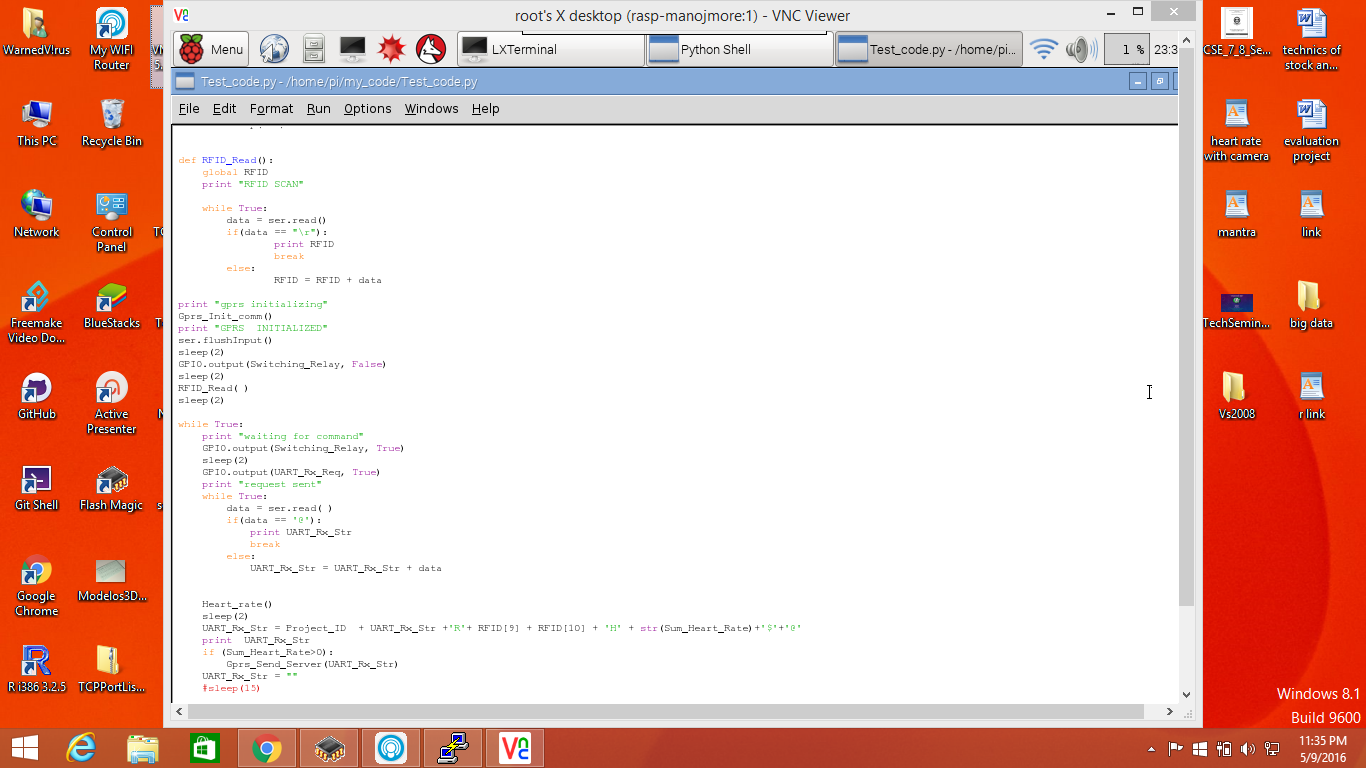 root's X desktop (rasp-manojmore:1) - VNC Viewer
Menu
LXTerminal
Python Shell
Test_code.py - /home/pi...
1 %
23:3
Test_code.py - /home/pi/my_code/Test_code.py
File Edit Format Run Options Windows Help
def RFID_Read():
    global RFID
    print "RFID SCAN"
    while True:
        data = ser.read()
        if(data == "\r"):
                print RFID
                break
        else:
                RFID = RFID + data
print "gprs initializing"
Gprs_Init_comm()
print "GPRS  INITIALIZED"
ser.flushInput()
sleep(2)
GPIO.output(Switching_Relay, False)
sleep(2)
RFID_Read( )
sleep(2)
while True:
    print "waiting for command"
    GPIO.output(Switching_Relay, True)
    sleep(2)
    GPIO.output(UART_Rx_Req, True)
    print "request sent"
    while True:
        data = ser.read( )
        if(data == '@'):
            print UART_Rx_Str
            break
        else:
            UART_Rx_Str = UART_Rx_Str + data
    Heart_rate()
    sleep(2)
    UART_Rx_Str = Project_ID  + UART_Rx_Str +'R'+ RFID[9] + RFID[10] + 'H' + str(Sum_Heart_Rate)+'$'+'@'
    print  UART_Rx_Str
    if (Sum_Heart_Rate>0):
        Gprs_Send_Server(UART_Rx_Str)
    UART_Rx_Str = ""
    #sleep(15)
WarnedV!rus
My WIFI
Router
This PC
Recycle Bin
Network
Control
Panel
Freemake
Video Do...
BlueStacks
GitHub
Active
Presenter
Git Shell
Flash Magic
Google
Chrome
Modelos3D...
R i386 3.2.5
TCPPortLis...
CSE_7_8_Se...
technics of
stock an...
heart rate
with camera
evaluation
project
mantra
link
TechSemin...
big data
Vs2008
r link
Windows 8.1
Build 9600
11:35 PM
5/9/2016